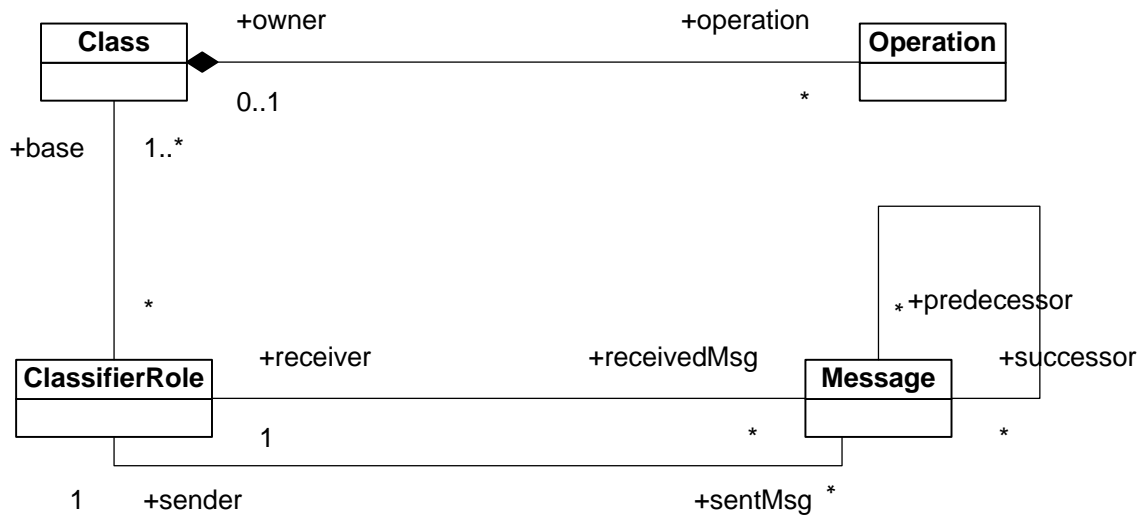 +owner +operation
Class Operation
0..1 *
+base 1..*
* * +predecessor
+receiver +receivedMsg +successor
ClassifierRole Message
1 * *
1 +sender +sentMsg *